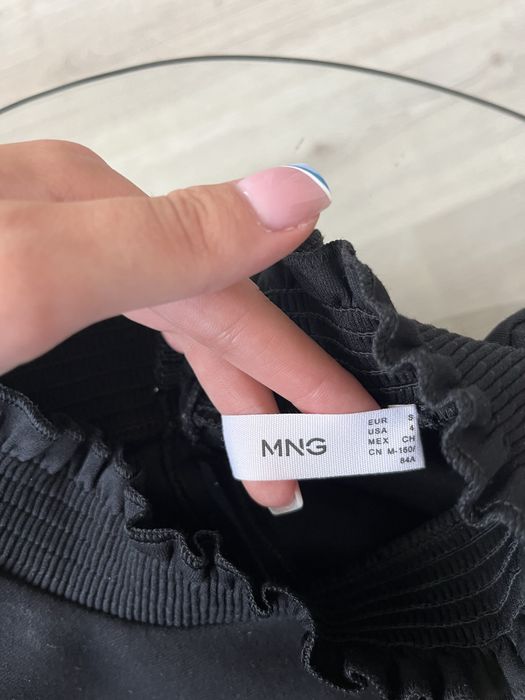 MNG
EUR S
USA 4
MEX CH
CN M-160/
84A